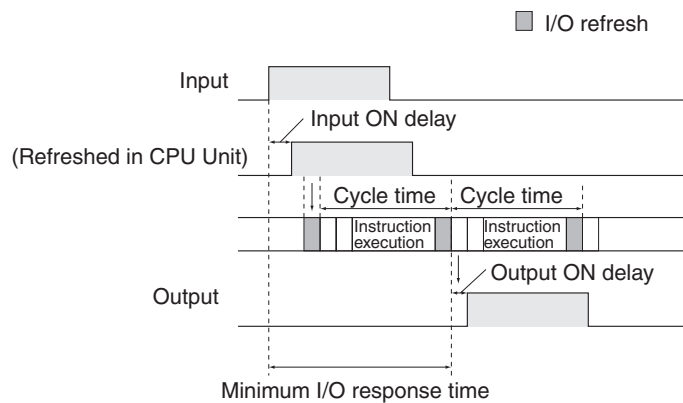 I/O refresh
Input
Input ON delay
(Refreshed in CPU Unit)
Cycle time
Cycle time
Instruction
execution
Instruction
execution
Output ON delay
Output
Minimum I/O response time